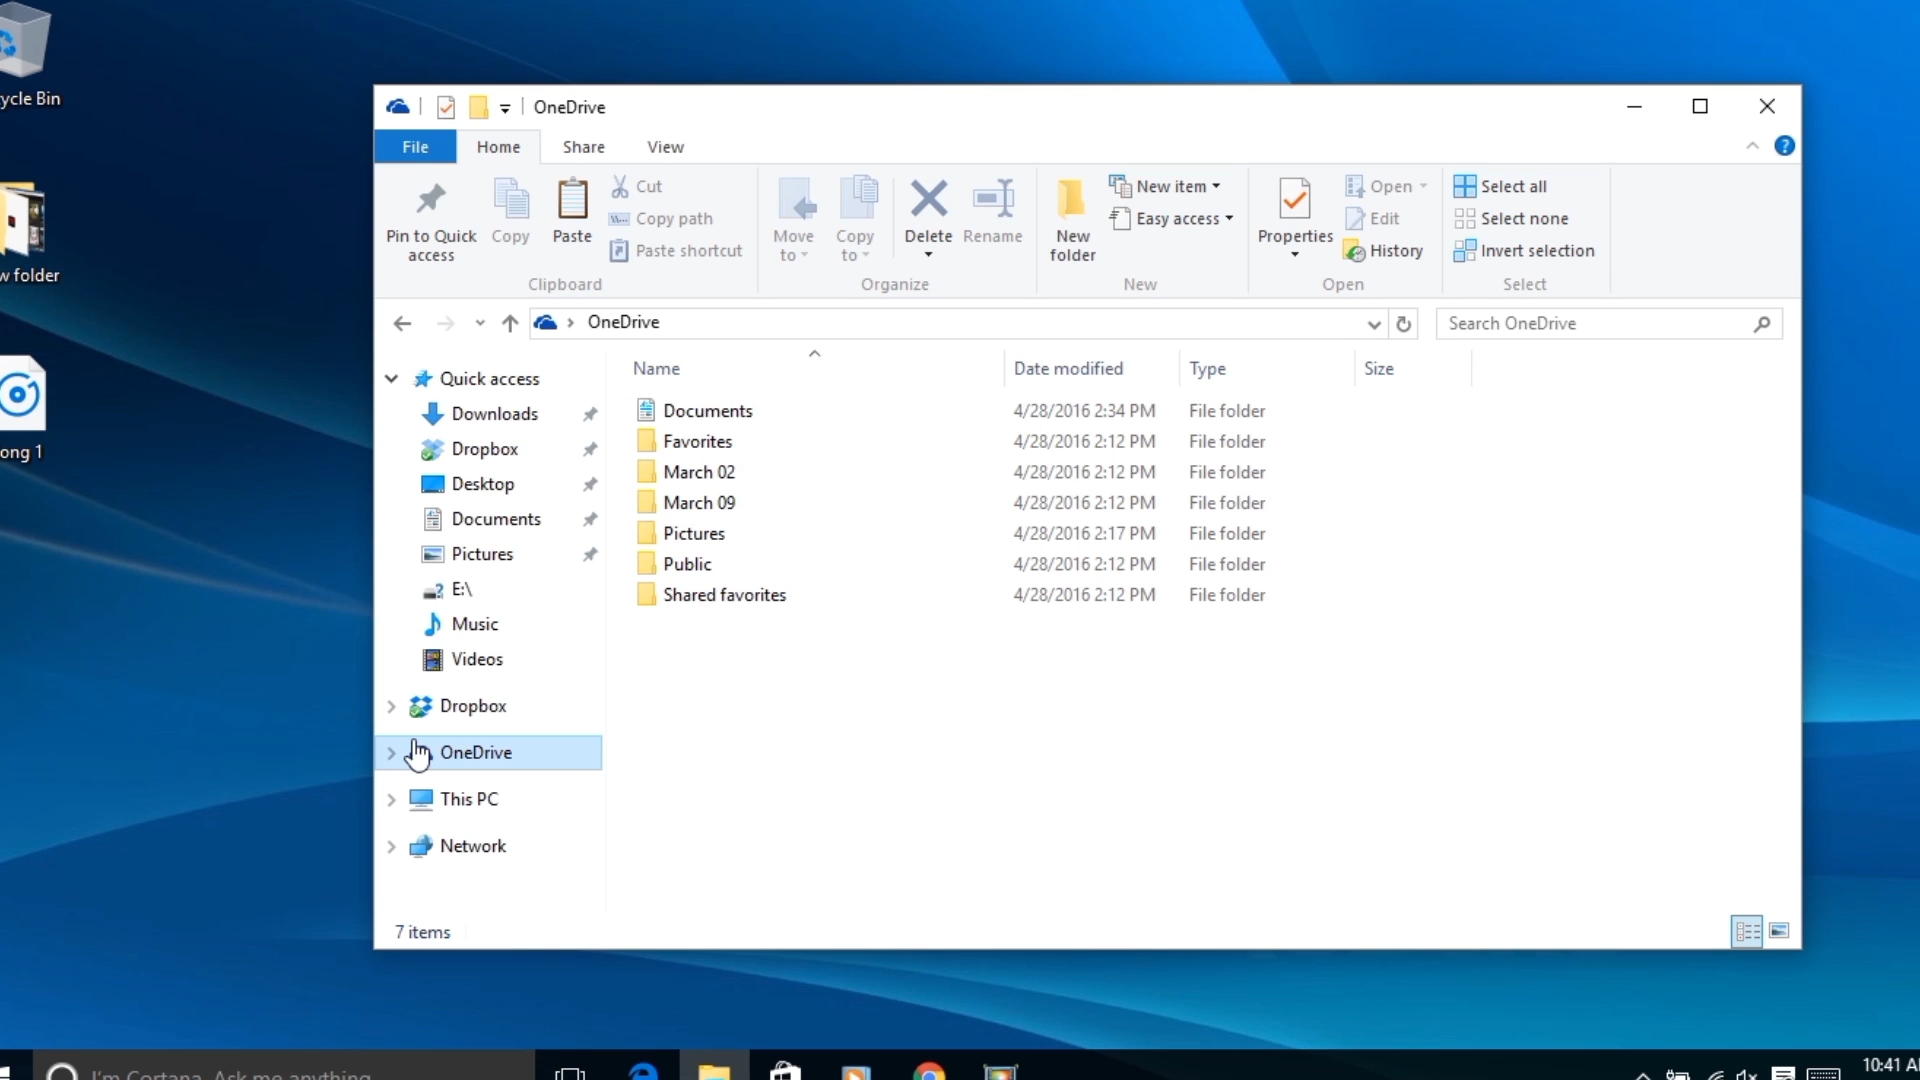 ycle Bin
w folder
ong 1
OneDrive
File
Home
Share
View
Pin to Quick
access
Copy
Paste
Cut
Copy path
Paste shortcut
Clipboard
Move
to
Copy
to
Delete
Rename
Organize
New
folder
New item
Easy access
New
Properties
Open
Edit
History
Open
Select all
Select none
Invert selection
Select
OneDrive
Search OneDrive
Quick access
Downloads
Dropbox
Desktop
Documents
Pictures
E:\
Music
Videos
Dropbox
OneDrive
This PC
Network
Name Date modified Type Size
Documents 4/28/2016 2:34 PM File folder
Favorites 4/28/2016 2:12 PM File folder
March 02 4/28/2016 2:12 PM File folder
March 09 4/28/2016 2:12 PM File folder
Pictures 4/28/2016 2:17 PM File folder
Public 4/28/2016 2:12 PM File folder
Shared favorites 4/28/2016 2:12 PM File folder
7 items
I'm Cortana. Ask me anything.
10:41 A